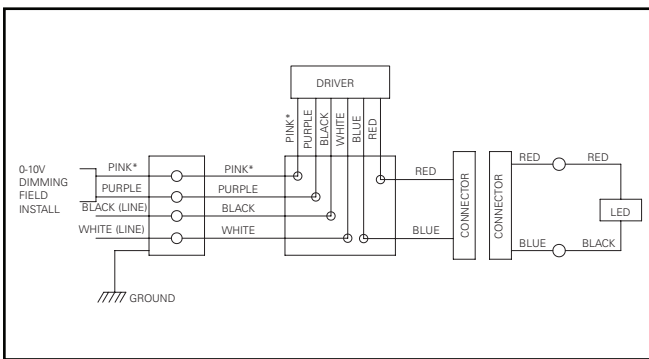 DRIVER
PINK*
PURPLE
BLACK
WHITE
BLUE
RED
0-10V
DIMMING
FIELD
INSTALL
PINK*
PURPLE
BLACK (LINE)
WHITE (LINE)
PINK*
PURPLE
BLACK
WHITE
RED
BLUE
CONNECTOR
CONNECTOR
RED
RED
BLUE
BLACK
LED
GROUND